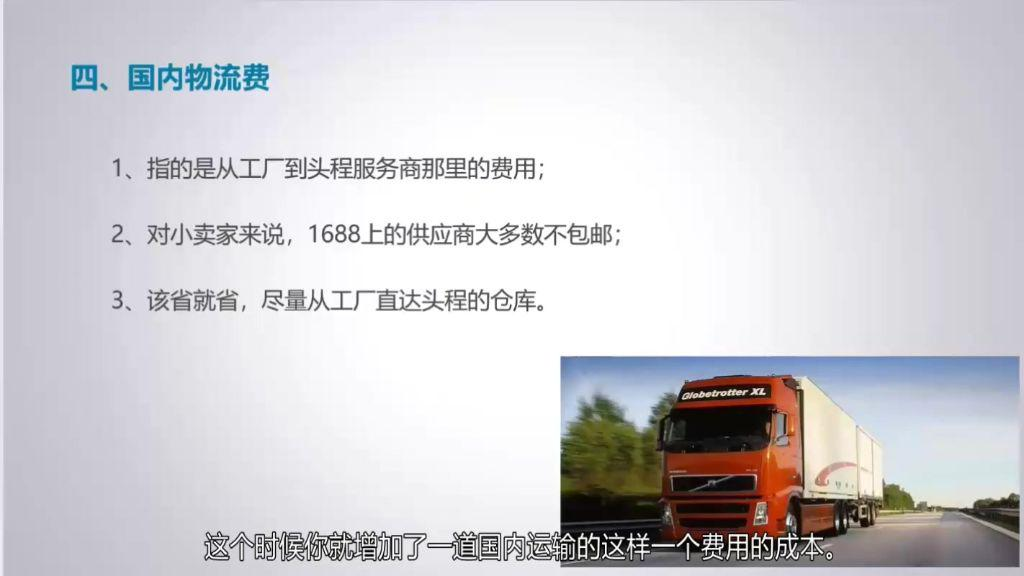 四、国内物流费
1、指的是从工厂到头程服务商那里的费用；
2、对小卖家来说，1688上的供应商大多数不包邮；
3、该省就省，尽量从工厂直达头程的仓库。
Globetrotter XL
这个时候你就增加了一道国内运输的这样一个费用的成本。